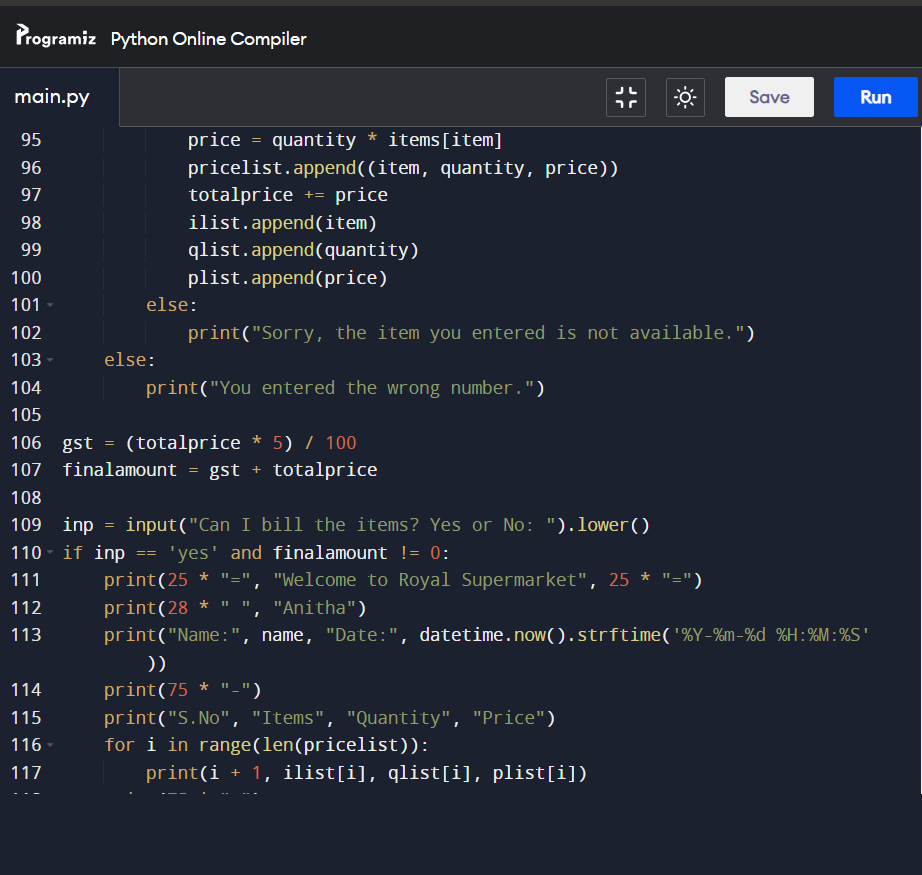 Programiz Python Online Compiler
main.py Save Run
95 price = quantity * items[item]
96 pricelist.append((item, quantity, price))
97 totalprice += price
98 ilist.append(item)
99 qlist.append(quantity)
100 plist.append(price)
101 else:
102 print("Sorry, the item you entered is not available.")
103 else:
104 print("You entered the wrong number.")
105
106 gst = (totalprice * 5) / 100
107 finalamount = gst + totalprice
108
109 inp = input("Can I bill the items? Yes or No: ").lower()
110 if inp == 'yes' and finalamount != 0:
111 print(25 * "=", "Welcome to Royal Supermarket", 25 * "=")
112 print(28 * " ", "Anitha")
113 print("Name:", name, "Date:", datetime.now().strftime('%Y-%m-%d %H:%M:%S'
))
114 print(75 * "-")
115 print("S.No", "Items", "Quantity", "Price")
116 for i in range(len(pricelist)):
117 print(i + 1, ilist[i], qlist[i], plist[i])